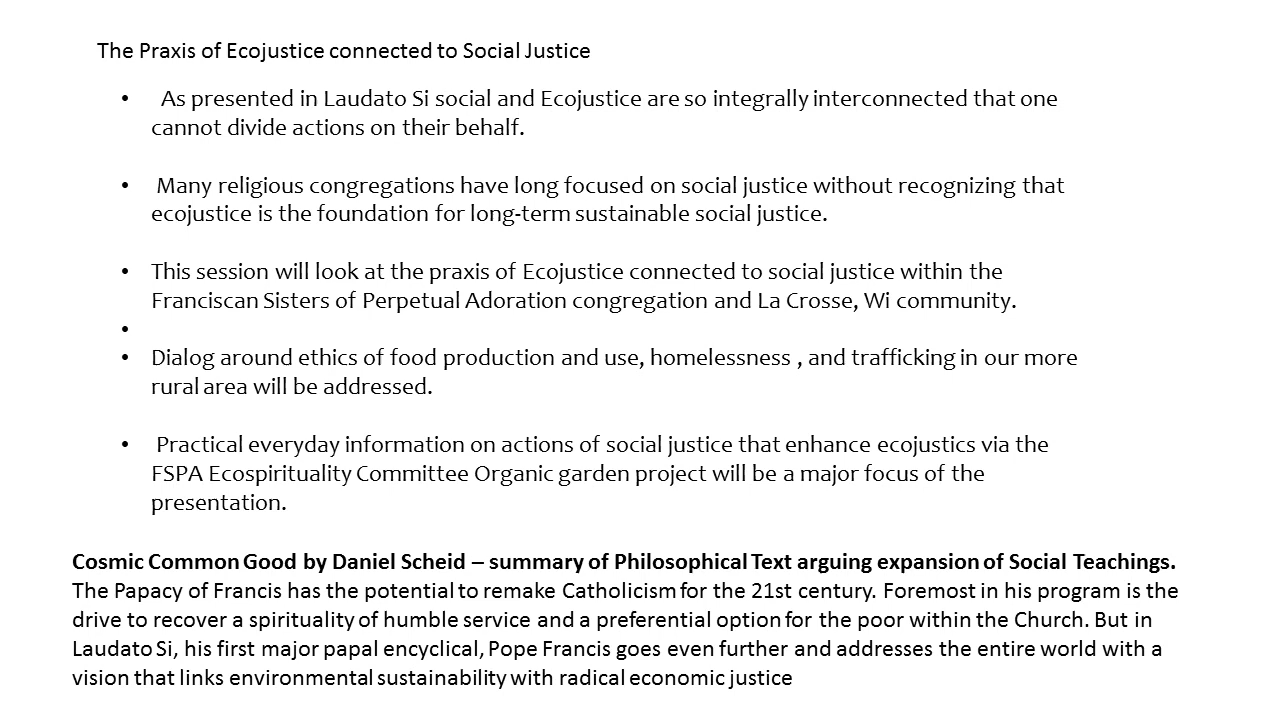 The Praxis of Ecojustice connected to Social Justice
• As presented in Laudato Si social and Ecojustice are so integrally interconnected that one
cannot divide actions on their behalf.
• Many religious congregations have long focused on social justice without recognizing that
ecojustice is the foundation for long-term sustainable social justice.
• This session will look at the praxis of Ecojustice connected to social justice within the
Franciscan Sisters of Perpetual Adoration congregation and La Crosse, Wi community.
•
• Dialog around ethics of food production and use, homelessness , and trafficking in our more
rural area will be addressed.
• Practical everyday information on actions of social justice that enhance ecojustics via the
FSPA Ecospirituality Committee Organic garden project will be a major focus of the
presentation.
Cosmic Common Good by Daniel Scheid – summary of Philosophical Text arguing expansion of Social Teachings.
The Papacy of Francis has the potential to remake Catholicism for the 21st century. Foremost in his program is the
drive to recover a spirituality of humble service and a preferential option for the poor within the Church. But in
Laudato Si, his first major papal encyclical, Pope Francis goes even further and addresses the entire world with a
vision that links environmental sustainability with radical economic justice